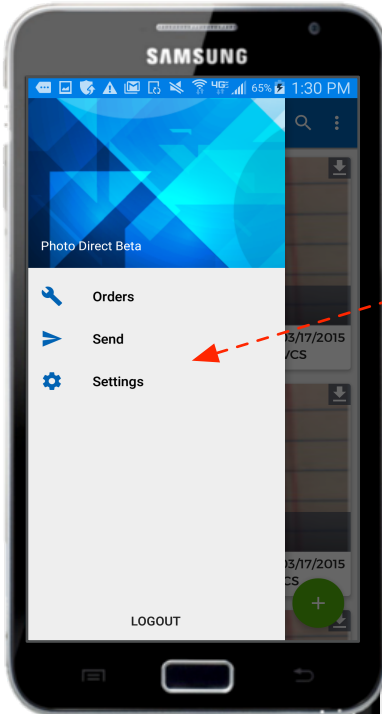 SAMSUNG
4G 65% 1:30 PM
Photo Direct Beta
Orders
Send
Settings
03/17/2015
VCS
03/17/2015
CS
LOGOUT